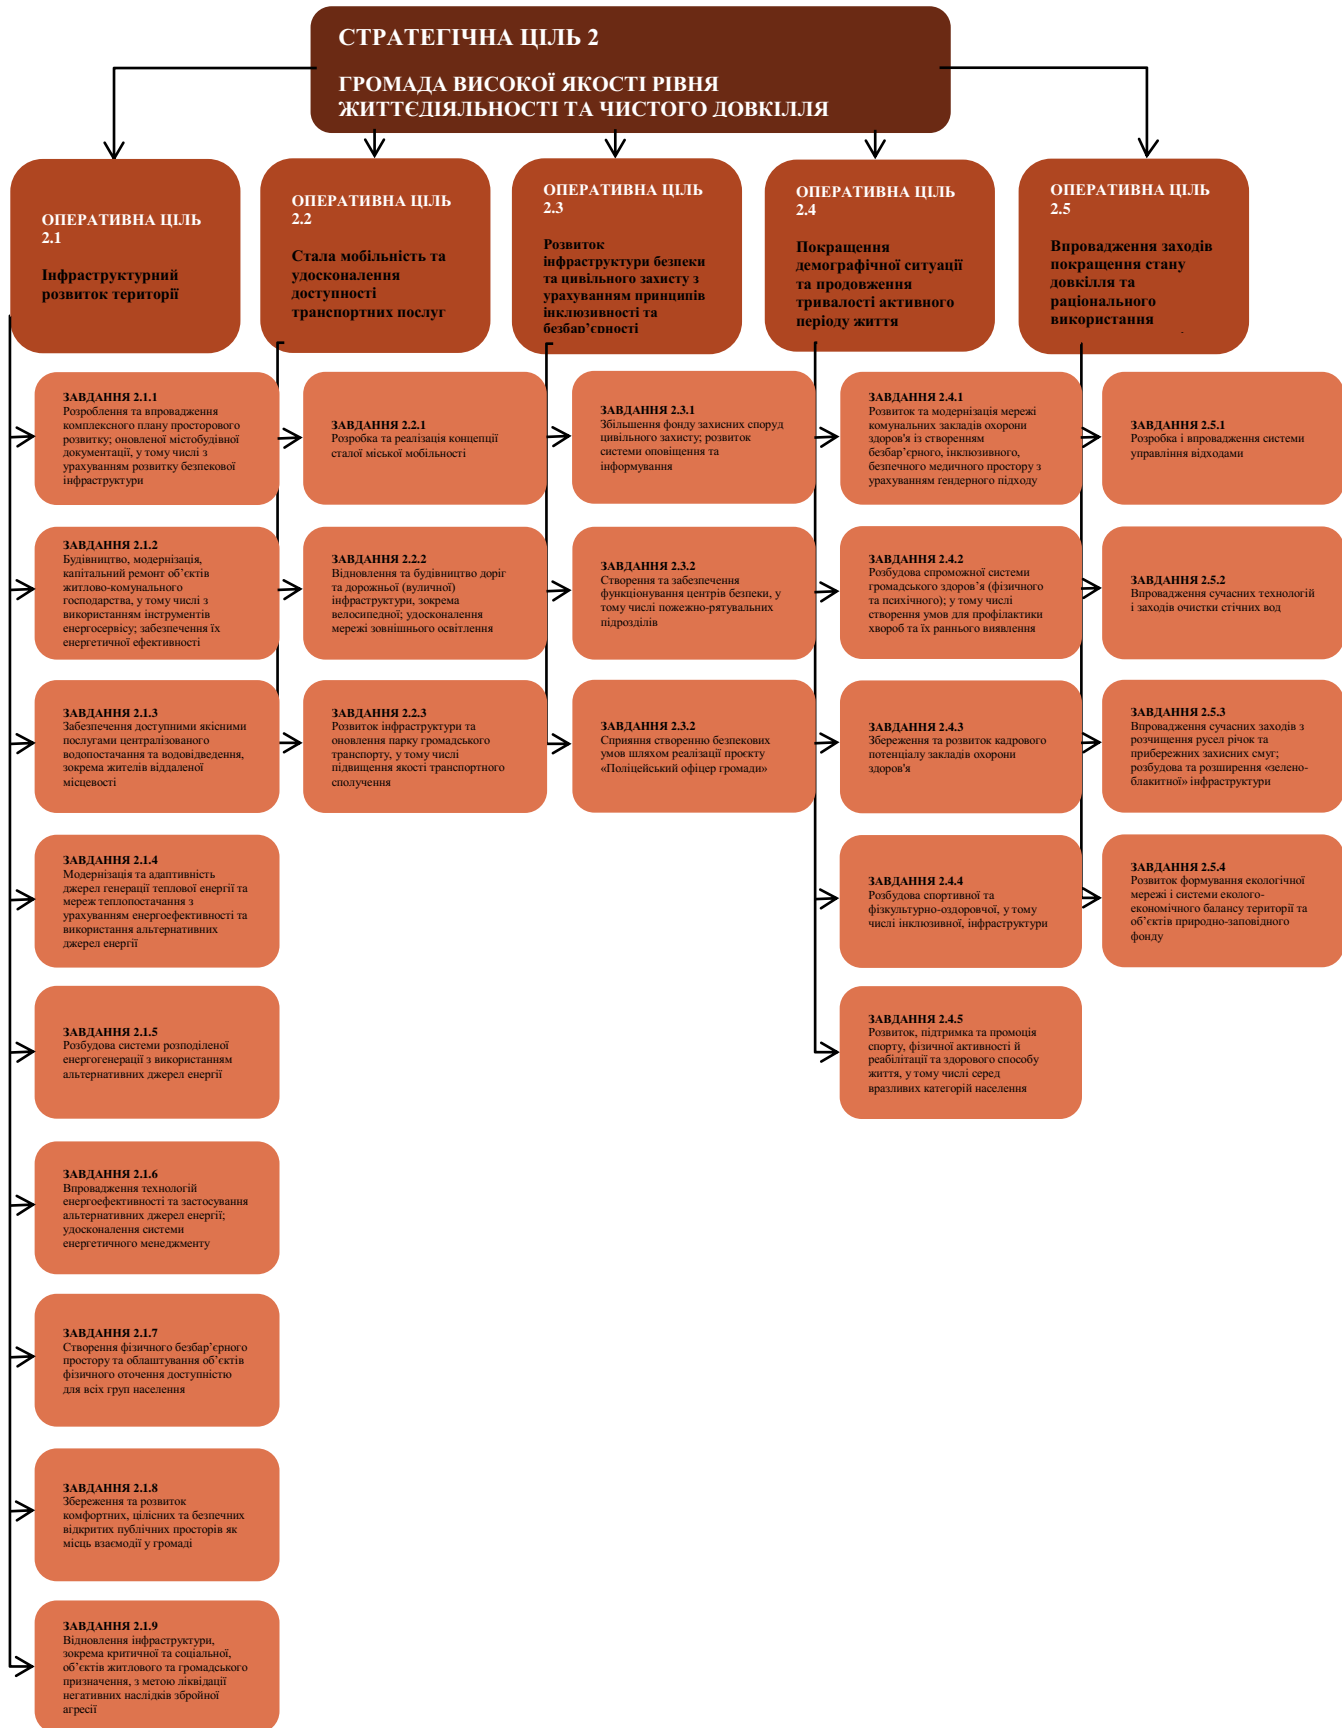 СТРАТЕГІЧНА ЦІЛЬ 2
ГРОМАДА ВИСОКОЇ ЯКОСТІ РІВНЯ
ЖИТТЄДІЯЛЬНОСТІ ТА ЧИСТОГО ДОВКІЛЛЯ
ОПЕРАТИВНА ЦІЛЬ
2.1
Інфраструктурний
розвиток території
ЗАВДАННЯ 2.1.1
Розроблення та впровадження
комплексного плану просторового
розвитку; оновленої містобудівної
документації, у тому числі з
урахуванням розвитку безпекової
інфраструктури
ЗАВДАННЯ 2.1.2
Будівництво, модернізація,
капітальний ремонт об’єктів
житлово-комунального
господарства, у тому числі з
використанням інструментів
енергосервісу; забезпечення їх
енергетичної ефективності
ЗАВДАННЯ 2.1.3
Забезпечення доступними якісними
послугами централізованого
водопостачання та водовідведення,
зокрема жителів віддаленої
місцевості
ЗАВДАННЯ 2.1.4
Модернізація та адаптивність
джерел генерації теплової енергії та
мереж теплопостачання з
урахуванням енергоефективності та
використання альтернативних
джерел енергії
ЗАВДАННЯ 2.1.5
Розбудова системи розподіленої
енергогенерації з використанням
альтернативних джерел енергії
ЗАВДАННЯ 2.1.6
Впровадження технологій
енергоефективності та застосування
альтернативних джерел енергії;
удосконалення системи
енергетичного менеджменту
ЗАВДАННЯ 2.1.7
Створення фізичного безбар’єрного
простору та облаштування об’єктів
фізичного оточення доступністю
для всіх груп населення
ЗАВДАННЯ 2.1.8
Збереження та розвиток
комфортних, цілісних та безпечних
відкритих публічних просторів як
місць взаємодії у громаді
ЗАВДАННЯ 2.1.9
Відновлення інфраструктури,
зокрема критичної та соціальної,
об’єктів житлового та громадського
призначення, з метою ліквідації
негативних наслідків збройної
агресії
ОПЕРАТИВНА ЦІЛЬ
2.2
Стала мобільність та
удосконалення
доступності
транспортних послуг
ЗАВДАННЯ 2.2.1
Розробка та реалізація концепції
сталої міської мобільності
ЗАВДАННЯ 2.2.2
Відновлення та будівництво доріг
та дорожньої (вуличної)
інфраструктури, зокрема
велосипедної; удосконалення
мережі зовнішнього освітлення
ЗАВДАННЯ 2.2.3
Розвиток інфраструктури та
оновлення парку громадського
транспорту, у тому числі
підвищення якості транспортного
сполучення
ОПЕРАТИВНА ЦІЛЬ
2.3
Розвиток
інфраструктури безпеки
та цивільного захисту з
урахуванням принципів
інклюзивності та
безбар’єрності
ЗАВДАННЯ 2.3.1
Збільшення фонду захисних споруд
цивільного захисту; розвиток
системи оповіщення та
інформування
ЗАВДАННЯ 2.3.2
Створення та забезпечення
функціонування центрів безпеки, у
тому числі пожежно-рятувальних
підрозділів
ЗАВДАННЯ 2.3.2
Сприяння створенню безпекових
умов шляхом реалізації проєкту
«Поліцейський офіцер громади»
ОПЕРАТИВНА ЦІЛЬ
2.4
Покращення
демографічної ситуації
та продовження
тривалості активного
періоду життя
ЗАВДАННЯ 2.4.1
Розвиток та модернізація мережі
комунальних закладів охорони
здоров'я із створенням
безбар’єрного, інклюзивного,
безпечного медичного простору з
урахуванням гендерного підходу
ЗАВДАННЯ 2.4.2
Розбудова спроможної системи
громадського здоров’я (фізичного
та психічного); у тому числі
створення умов для профілактики
хвороб та їх раннього виявлення
ЗАВДАННЯ 2.4.3
Збереження та розвиток кадрового
потенціалу закладів охорони
здоров'я
ЗАВДАННЯ 2.4.4
Розбудова спортивної та
фізкультурно-оздоровчої, у тому
числі інклюзивної, інфраструктури
ЗАВДАННЯ 2.4.5
Розвиток, підтримка та промоція
спорту, фізичної активності й
реабілітації та здорового способу
життя, у тому числі серед
вразливих категорій населення
ОПЕРАТИВНА ЦІЛЬ
2.5
Впровадження заходів
покращення стану
довкілля та
раціонального
використання
ЗАВДАННЯ 2.5.1
Розробка і впровадження системи
управління відходами
ЗАВДАННЯ 2.5.2
Впровадження сучасних технологій
і заходів очистки стічних вод
ЗАВДАННЯ 2.5.3
Впровадження сучасних заходів з
розчищення русел річок та
прибережних захисних смуг;
розбудова та розширення «зелено-
блакитної» інфраструктури
ЗАВДАННЯ 2.5.4
Розвиток формування екологічної
мережі і системи еколого-
економічного балансу території та
об’єктів природно-заповідного
фонду